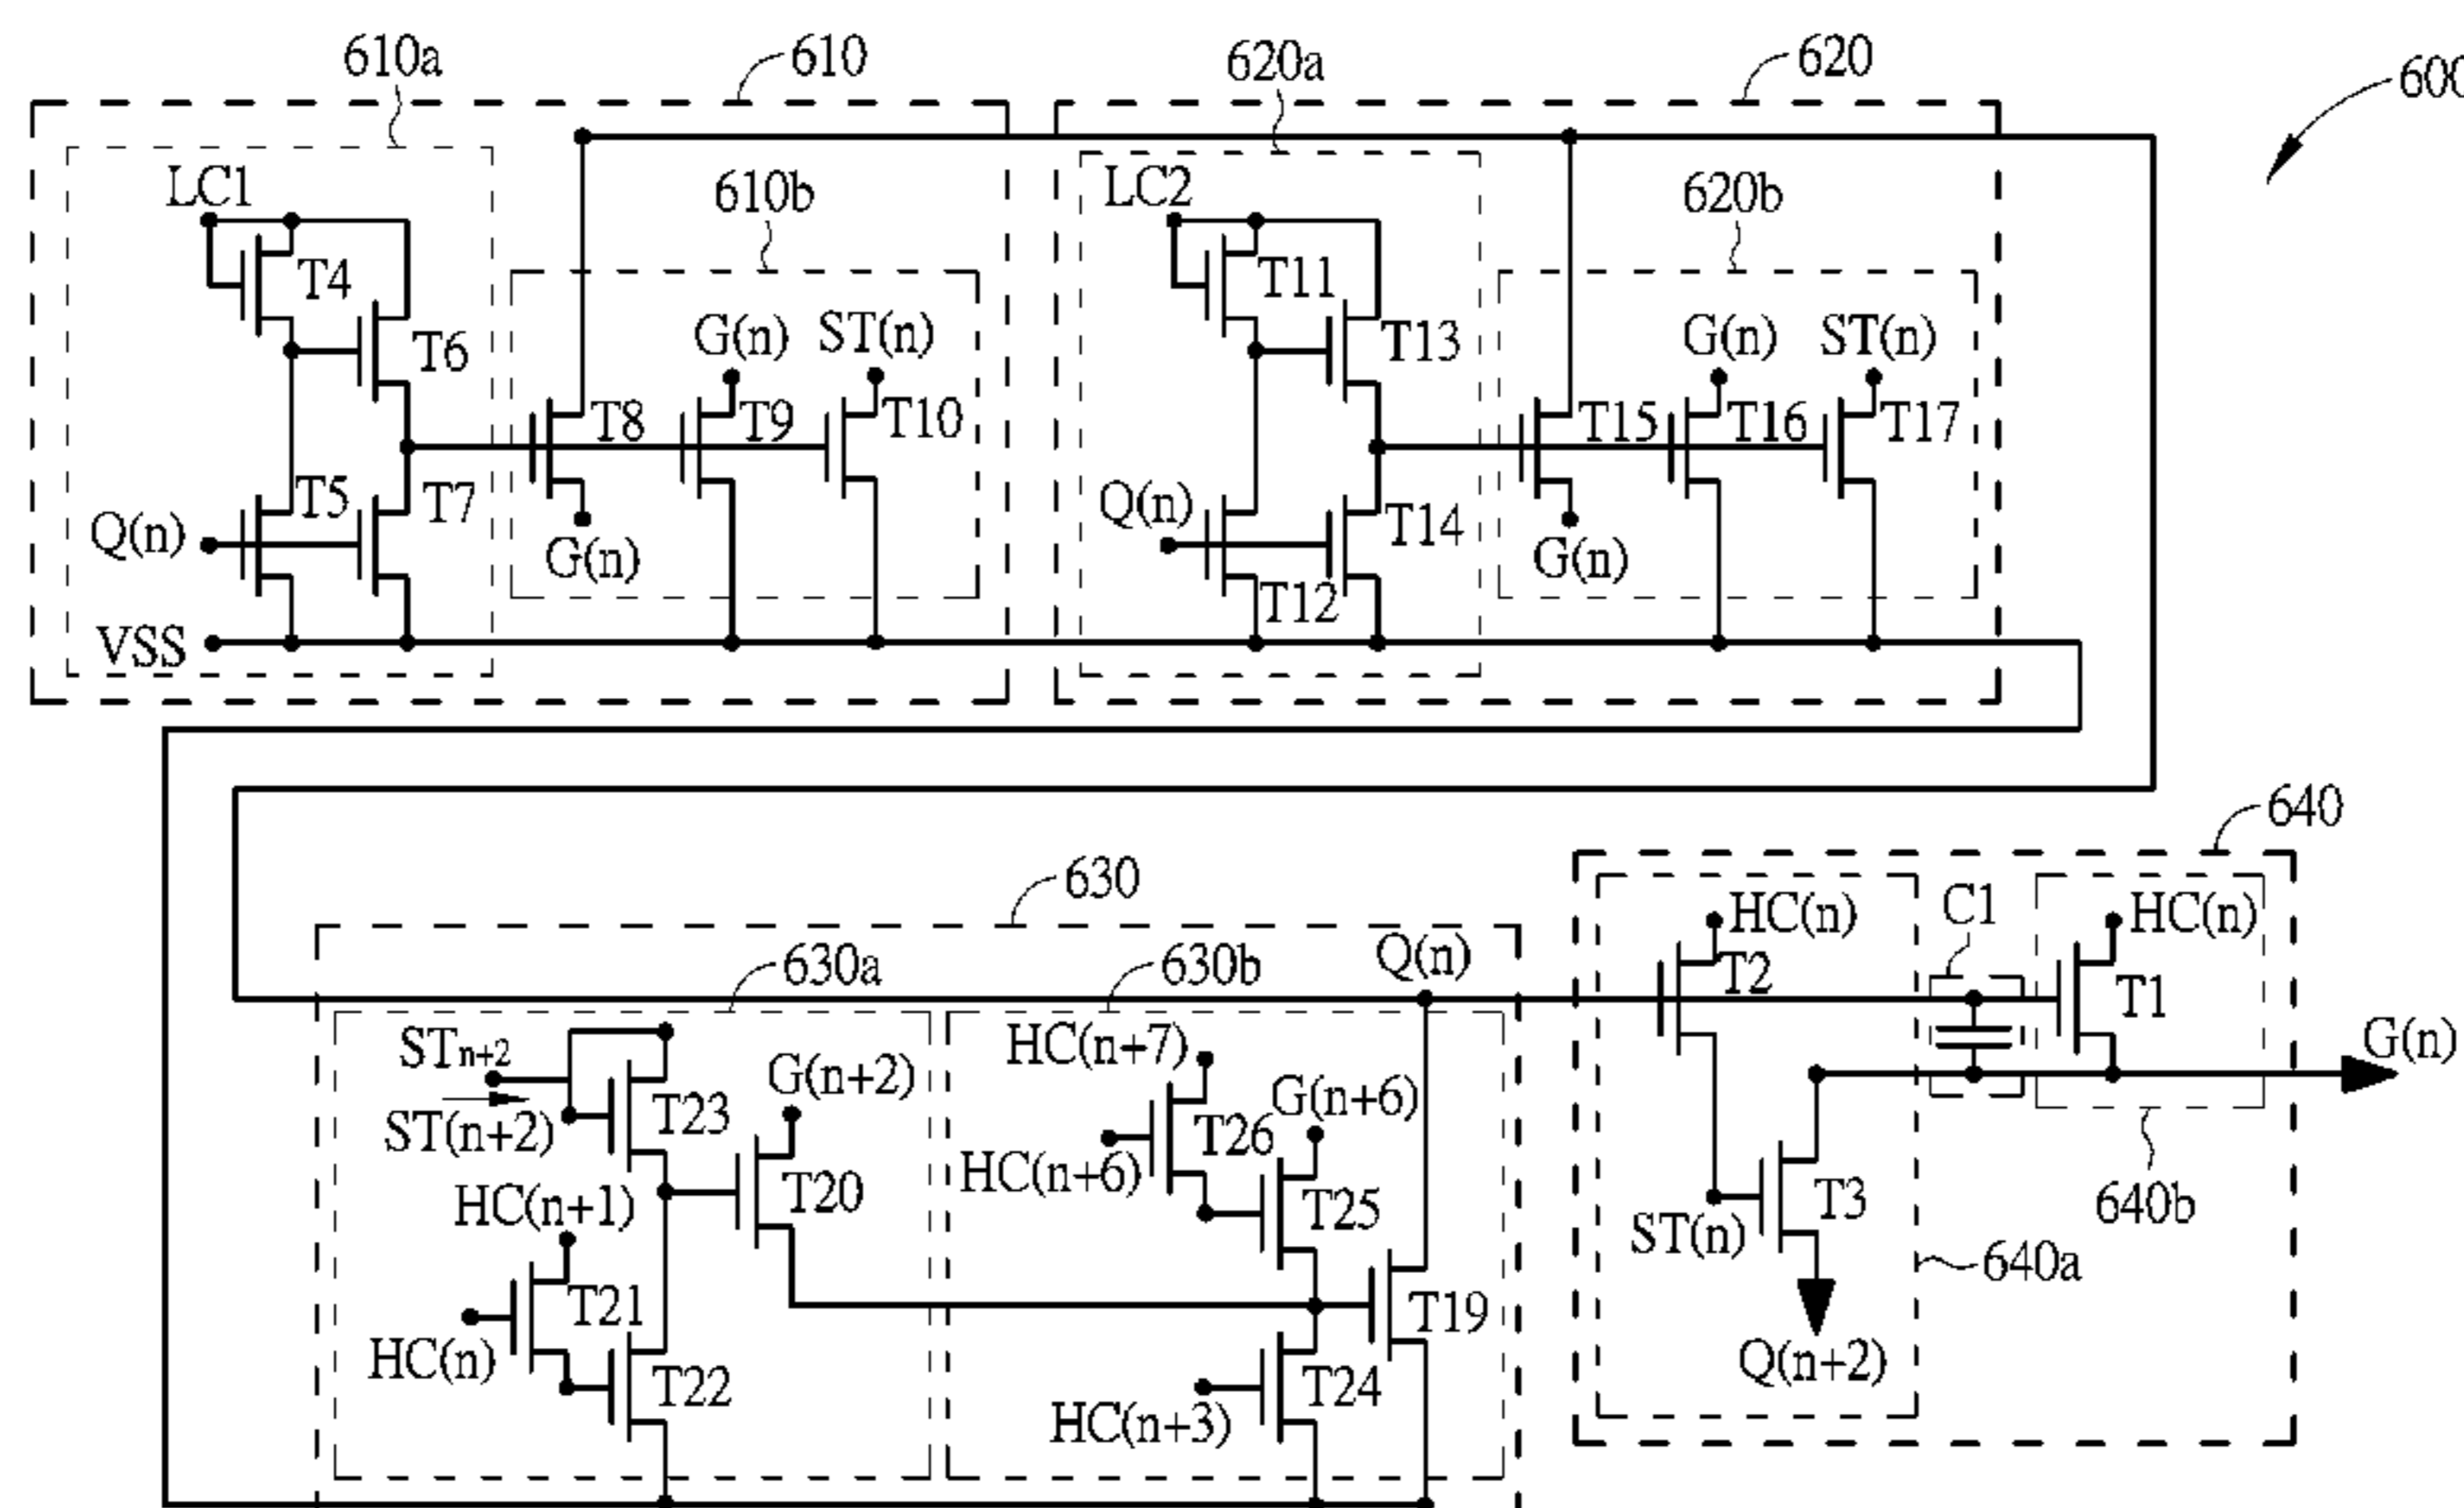 610a
610
620a
620
600
LC1
610b
LC2
620b
T4
T11
T6
G(n)
ST(n)
T13
G(n)
ST(n)
T8
T9
T10
T15
T16
T17
Q(n)
T5
T7
G(n)
Q(n)
T12
T14
G(n)
VSS
640
630
630a
630b
Q(n)
HC(n)
C1
HC(n)
T2
T1
G(n)
STn+2
ST(n+2)
T23
G(n+2)
HC(n+7)
T26
G(n+6)
HC(n+6)
T20
T25
HC(n+1)
T21
HC(n)
T22
T19
T24
HC(n+3)
ST(n)
T3
640b
640a
Q(n+2)